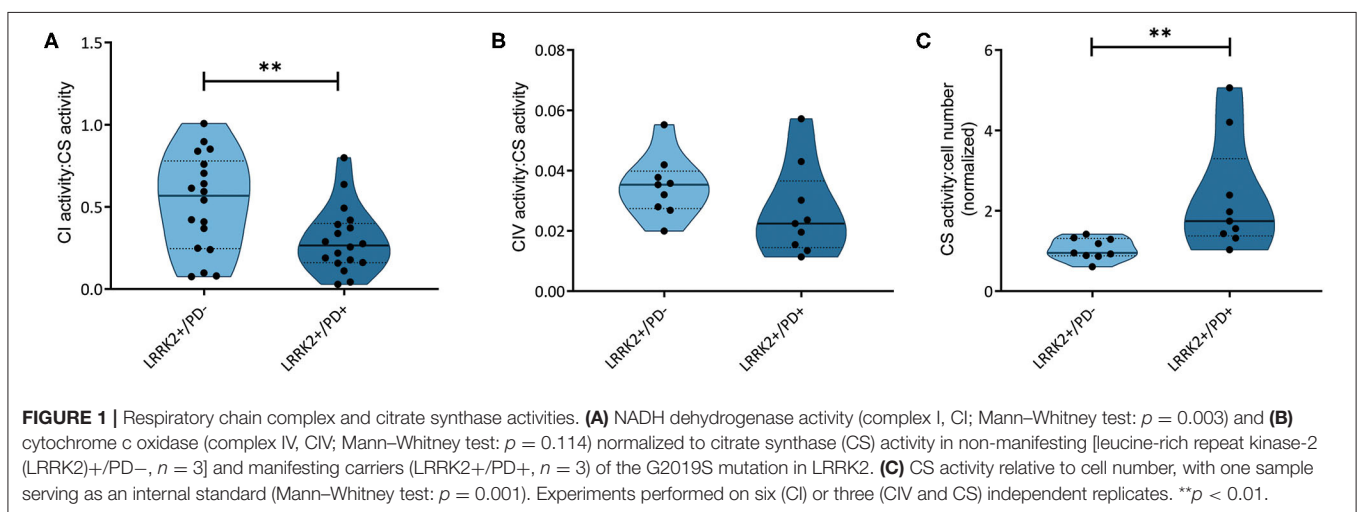 A
B
C
1.5
1.0
0.5
0.0
CI activity:CS activity
**
LRRK2+/PD-
LRRK2+/PD+
0.08
0.06
0.04
0.02
0.00
CIV activity:CS activity
LRRK2+/PD-
LRRK2+/PD+
6
4
2
0
CS activity:cell number
(normalized)
**
LRRK2+/PD-
LRRK2+/PD+
FIGURE 1 | Respiratory chain complex and citrate synthase activities. (A) NADH dehydrogenase activity (complex I, CI; Mann–Whitney test: p = 0.003) and (B)
cytochrome c oxidase (complex IV, CIV; Mann–Whitney test: p = 0.114) normalized to citrate synthase (CS) activity in non-manifesting [leucine-rich repeat kinase-2
(LRRK2)+/PD−, n = 3] and manifesting carriers (LRRK2+/PD+, n = 3) of the G2019S mutation in LRRK2. (C) CS activity relative to cell number, with one sample
serving as an internal standard (Mann–Whitney test: p = 0.001). Experiments performed on six (CI) or three (CIV and CS) independent replicates. **p < 0.01.